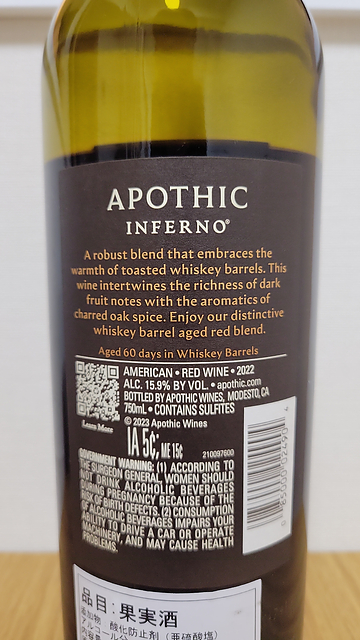 APOTHIC
INFERNO®
A robust blend that embraces the
warmth of toasted whiskey barrels. This
wine intertwines the richness of dark
fruit notes with the aromatics of
charred oak spice. Enjoy our distinctive
whiskey barrel aged red blend.
Aged 60 days in Whiskey Barrels
AMERICAN • RED WINE • 2022
ALC. 15.9% BY VOL. • apothic.com
BOTTLED BY APOTHIC WINES, MODESTO, CA
750mL • CONTAINS SULFITES
© 2023 Apothic Wines
Learn More
IA 5¢, ME 15¢
210097600
GOVERNMENT WARNING: (1) ACCORDING TO
THE SURGEON GENERAL, WOMEN SHOULD
NOT DRINK ALCOHOLIC BEVERAGES
DURING PREGNANCY BECAUSE OF THE
RISK OF BIRTH DEFECTS. (2) CONSUMPTION
OF ALCOHOLIC BEVERAGES IMPAIRS YOUR
ABILITY TO DRIVE A CAR OR OPERATE
MACHINERY, AND MAY CAUSE HEALTH
PROBLEMS.
品目:果実酒
添加物 酸化防止剤(亜硫酸塩)